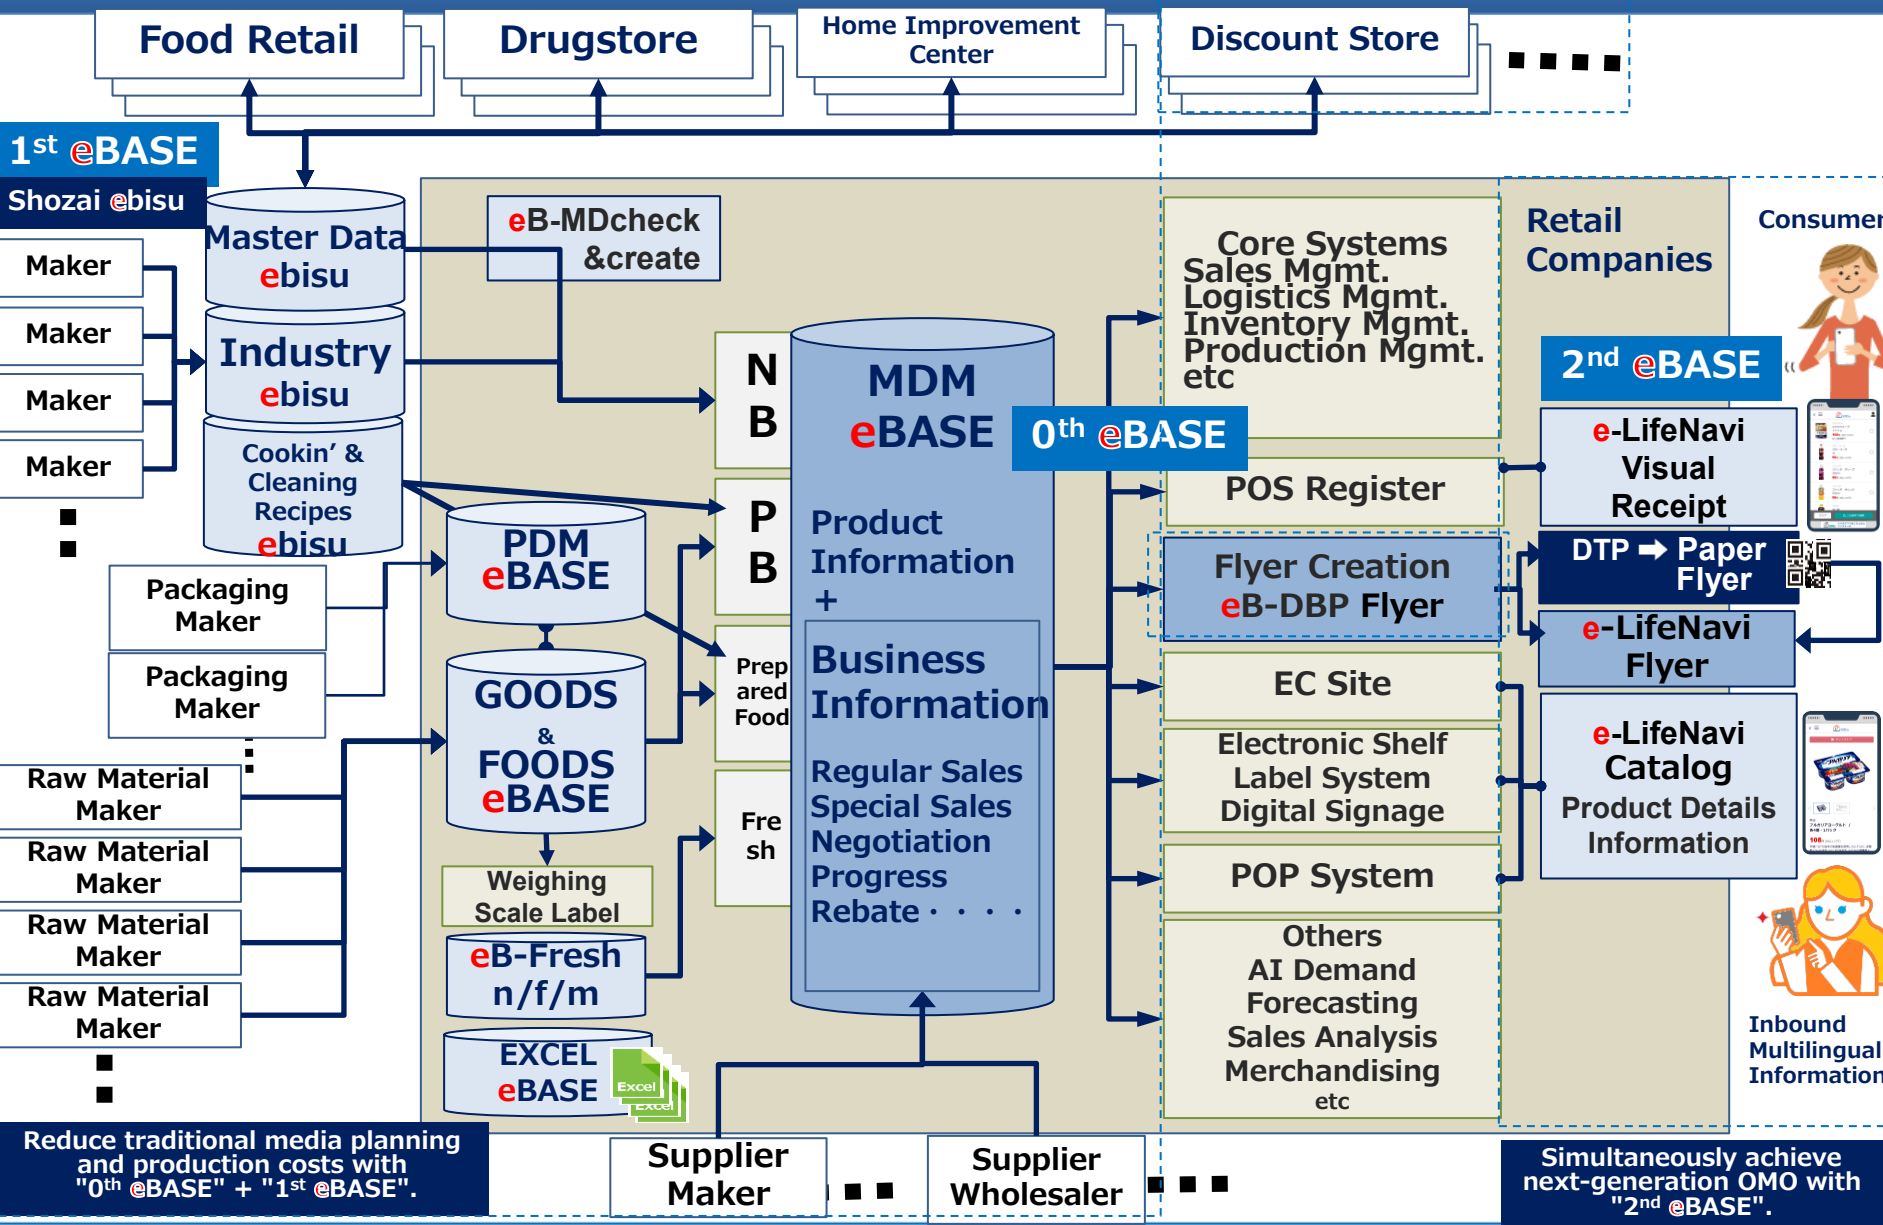 Food Retail
Drugstore
Home Improvement
Center
Discount Store
1st eBASE
Shozai ebisu
Maker
Maker
Maker
Maker
Master Data
ebisu
Industry
ebisu
Cookin’ &
Cleaning
Recipes
ebisu
eB-MDcheck
&create
Packaging
Maker
Packaging
Maker
Raw Material
Maker
Raw Material
Maker
Raw Material
Maker
Raw Material
Maker
PDM
eBASE
GOODS
&
FOODS
eBASE
Weighing
Scale Label
eB-Fresh
n/f/m
EXCEL
eBASE
Excel
Excel
N
B
P
B
Prep
ared
Food
Fre
sh
MDM
eBASE
Product
Information
+
Business
Information
Regular Sales
Special Sales
Negotiation
Progress
Rebate・・・・
0th eBASE
Core Systems
Sales Mgmt.
Logistics Mgmt.
Inventory Mgmt.
Production Mgmt.
etc
POS Register
Flyer Creation
eB-DBP Flyer
EC Site
Electronic Shelf
Label System
Digital Signage
POP System
Others
AI Demand
Forecasting
Sales Analysis
Merchandising
etc
Retail
Companies
Consumer
2nd eBASE
e-LifeNavi
Visual
Receipt
DTP ➡ Paper
Flyer
e-LifeNavi
Flyer
e-LifeNavi
Catalog
Product Details
Information
Inbound
Multilingual
Information
Supplier
Maker
Supplier
Wholesaler
Reduce traditional media planning
and production costs with
"0th eBASE" + "1st eBASE".
Simultaneously achieve
next-generation OMO with
"2nd eBASE".